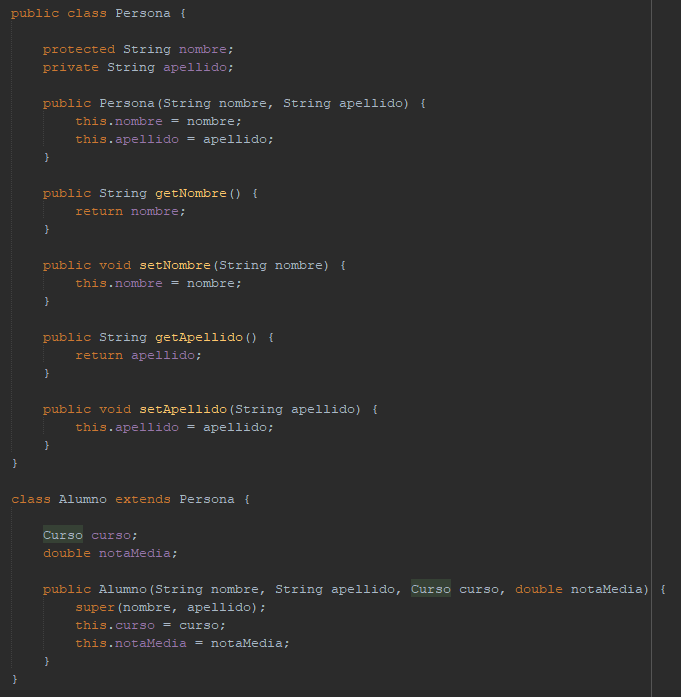 public class Persona {
protected String nombre;
private String apellido;
public Persona(String nombre, String apellido) {
this.nombre = nombre;
this.apellido = apellido;
}
public String getNombre() {
return nombre;
}
public void setNombre(String nombre) {
this.nombre = nombre;
}
public String getApellido() {
return apellido;
}
public void setApellido(String apellido) {
this.apellido = apellido;
}
}
class Alumno extends Persona {
Curso curso;
double notaMedia;
public Alumno(String nombre, String apellido, Curso curso, double notaMedia) {
super(nombre, apellido);
this.curso = curso;
this.notaMedia = notaMedia;
}
}